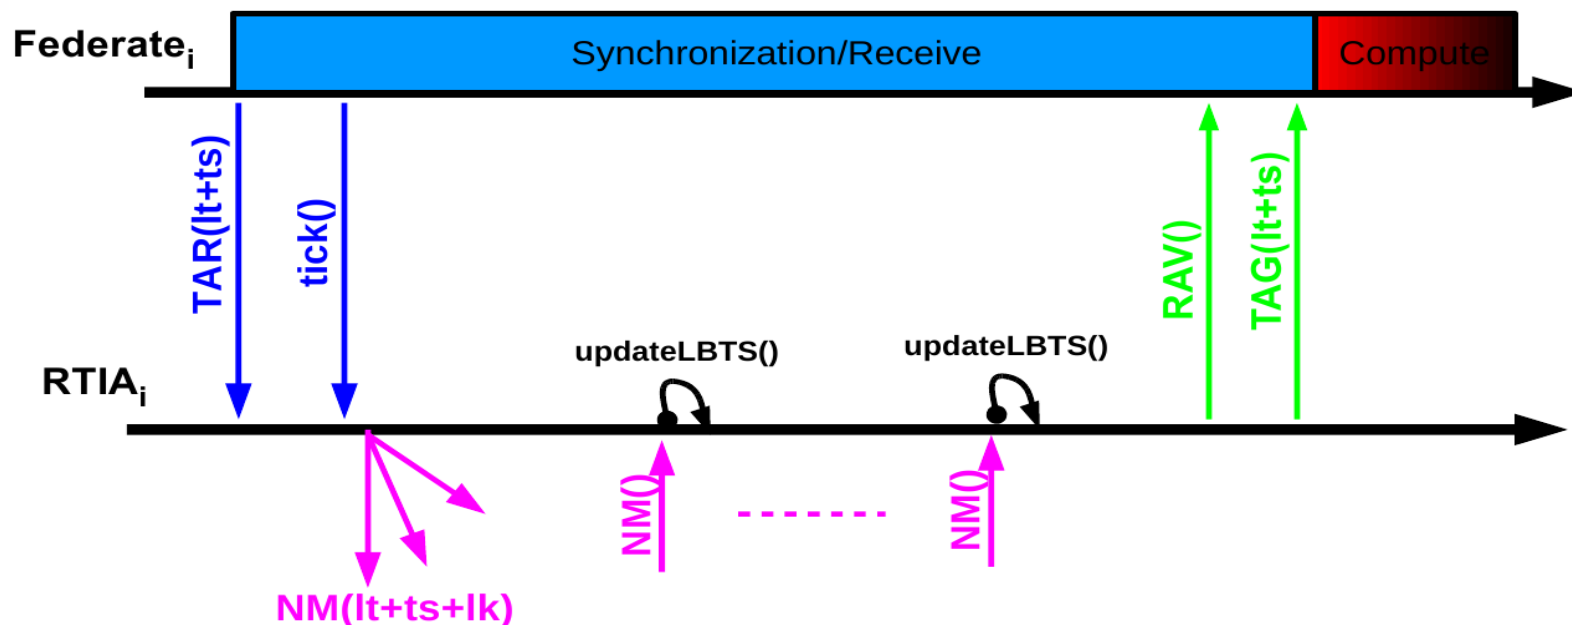 Federate_i
Synchronization/Receive
Compute
TAR(lt+ts)
tick()
RAV()
TAG(lt+ts)
updateLBTS()
updateLBTS()
RTIA_i
NM()
NM()
NM(lt+ts+lk)